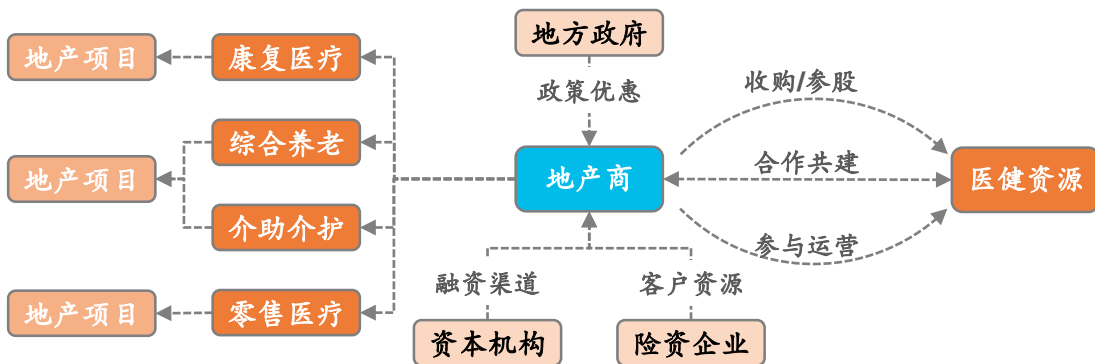 地方政府
地产项目
康复医疗
政策优惠
收购/参股
综合养老
地产项目
地产商
合作共建
医健资源
介助介护
参与运营
融资渠道
客户资源
地产项目
零售医疗
资本机构
险资企业